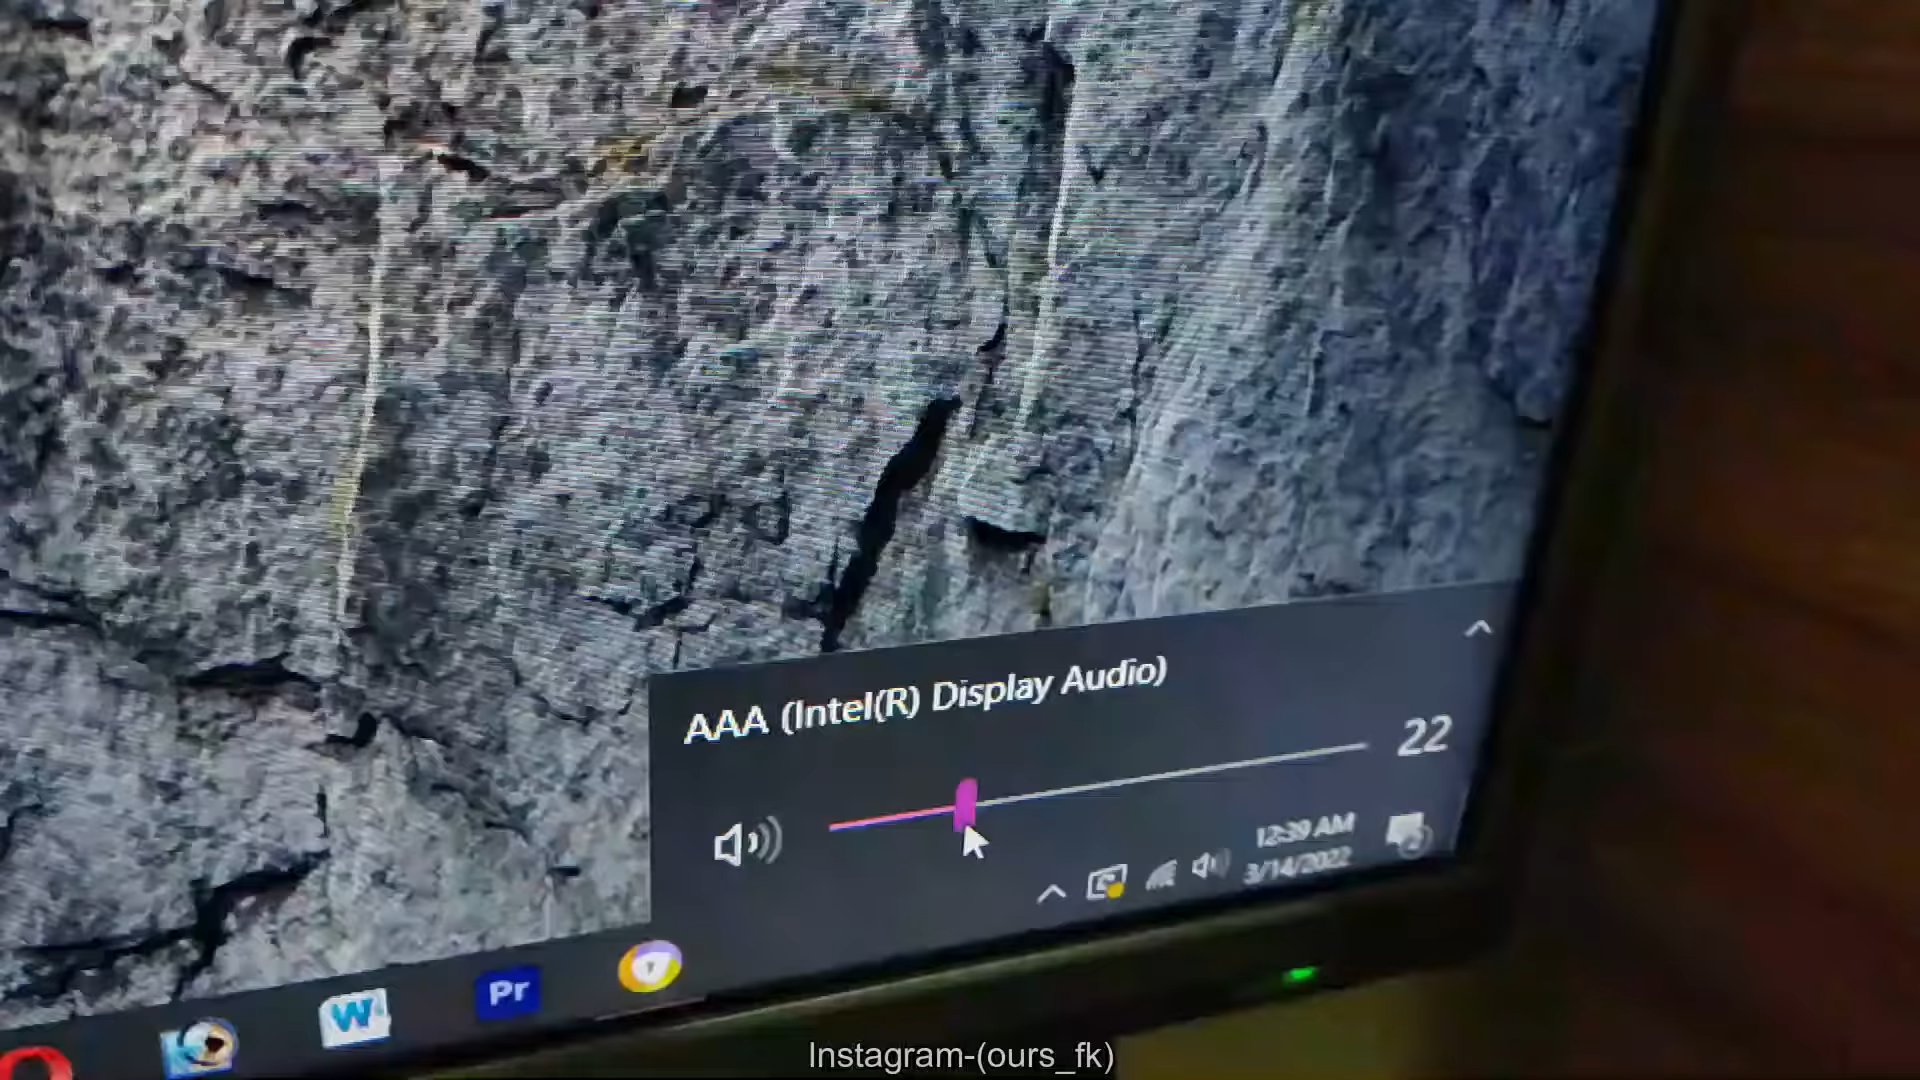 AAA (Intel(R) Display Audio)
22
12:39 AM
3/14/2022
W
Pr
Instagram-(ours_fk)